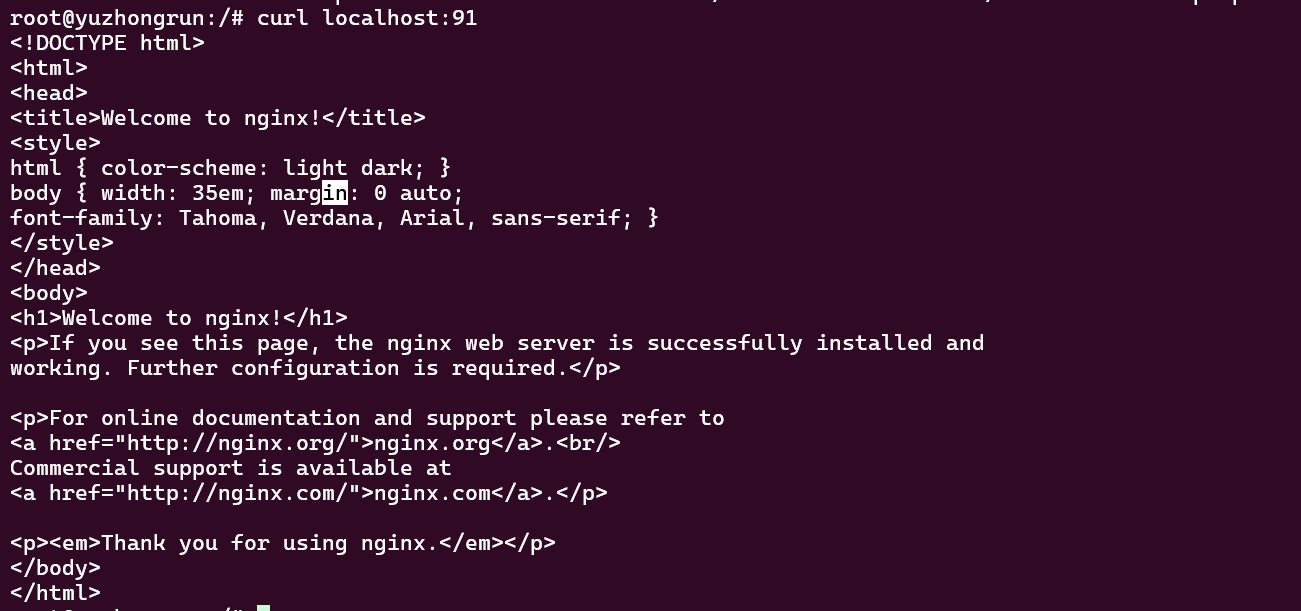 root@yuzhongrun:/# curl localhost:91
<!DOCTYPE html>
<html>
<head>
<title>Welcome to nginx!</title>
<style>
html { color-scheme: light dark; }
body { width: 35em; margin: 0 auto;
font-family: Tahoma, Verdana, Arial, sans-serif; }
</style>
</head>
<body>
<h1>Welcome to nginx!</h1>
<p>If you see this page, the nginx web server is successfully installed and
working. Further configuration is required.</p>

<p>For online documentation and support please refer to
<a href="http://nginx.org/">nginx.org</a>.<br/>
Commercial support is available at
<a href="http://nginx.com/">nginx.com</a>.</p>

<p><em>Thank you for using nginx.</em></p>
</body>
</html>